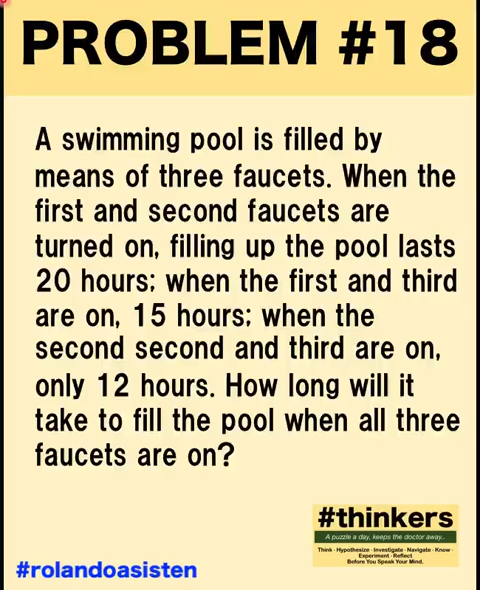 PROBLEM #18
A swimming pool is filled by
means of three faucets. When the
first and second faucets are
turned on, filling up the pool lasts
20 hours; when the first and third
are on, 15 hours; when the
second second and third are on,
only 12 hours. How long will it
take to fill the pool when all three
faucets are on?
#thinkers
A puzzle a day, keeps the doctor away..
Think · Hypothesize · Investigate · Navigate · Know ·
Experiment · Reflect
Before You Speak Your Mind.
#rolandoasisten